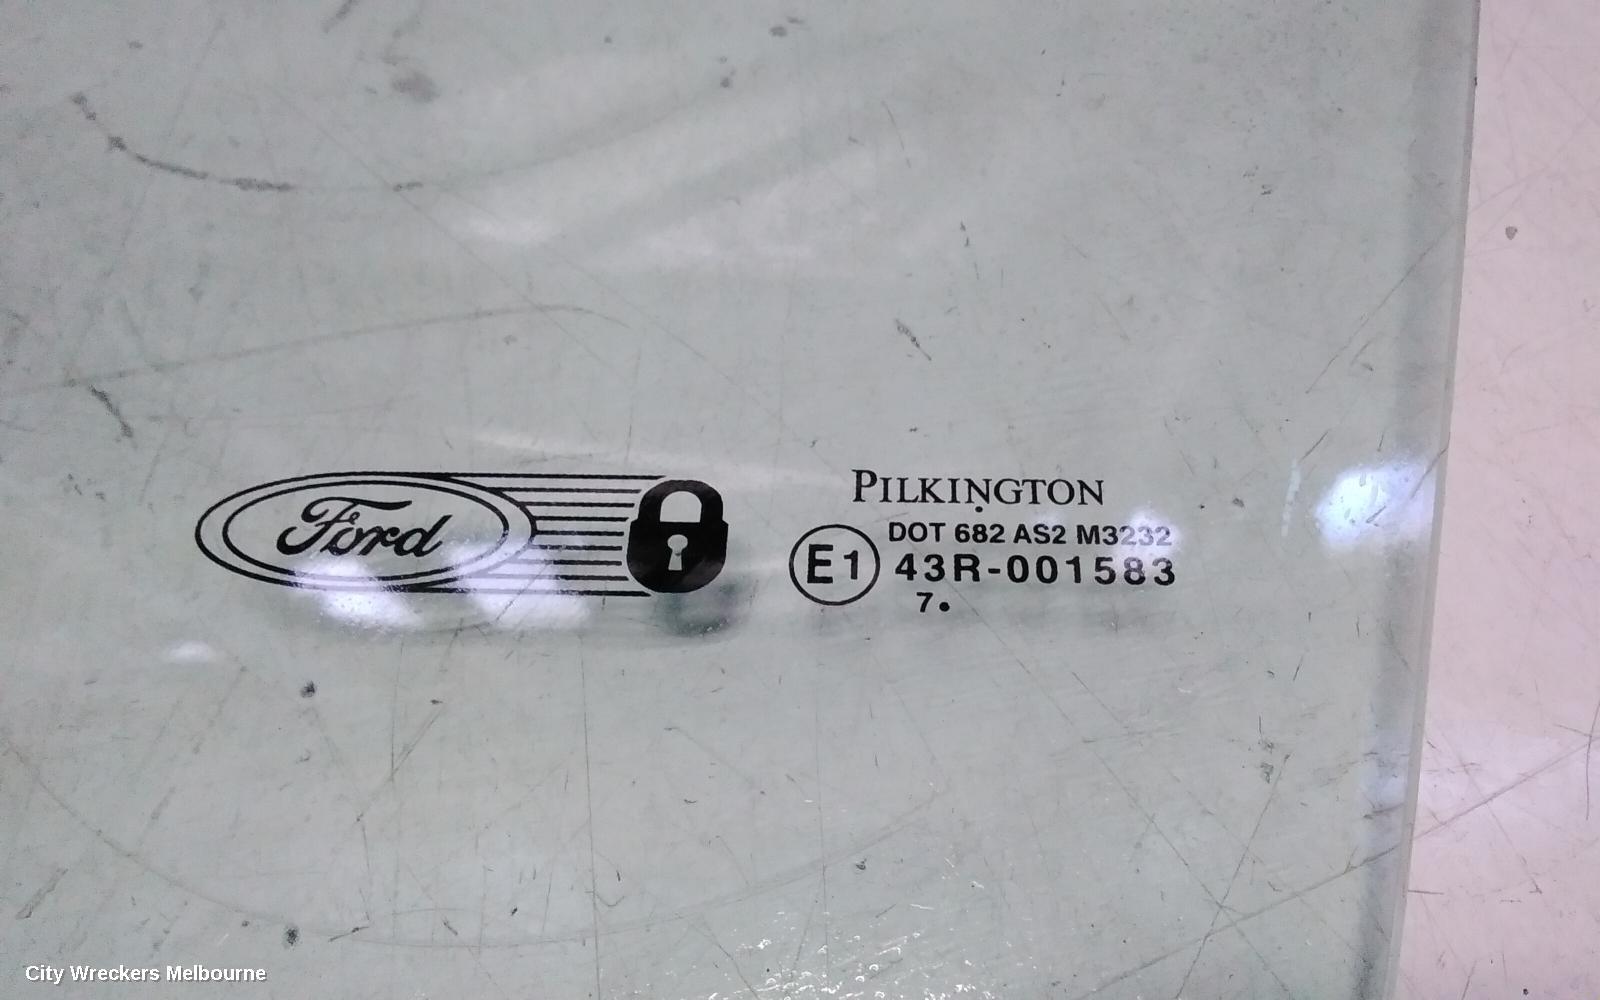 Ford
PILKINGTON
DOT 682 AS2 M3232
E1 43R-001583
7.
City Wreckers Melbourne